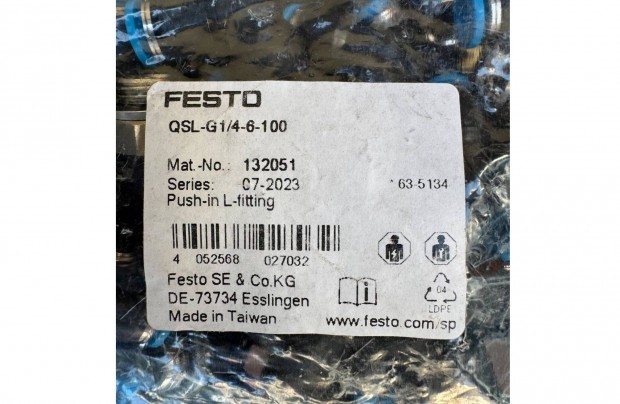 FESTO
QSL-G1/4-6-100
Mat.-No.: 132051
Series: 07-2023 * 63-5134
Push-in L-fitting
4 052568 027032
Festo SE & Co.KG
DE-73734 Esslingen
Made in Taiwan
04
LDPE
www.festo.com/sp